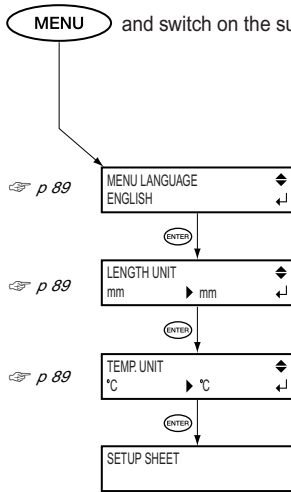 MENU and switch on the su
☞ p 89
MENU LANGUAGE
ENGLISH
ENTER
☞ p 89
LENGTH UNIT
mm ▶ mm
ENTER
☞ p 89
TEMP. UNIT
°C ▶ °C
ENTER
SETUP SHEET